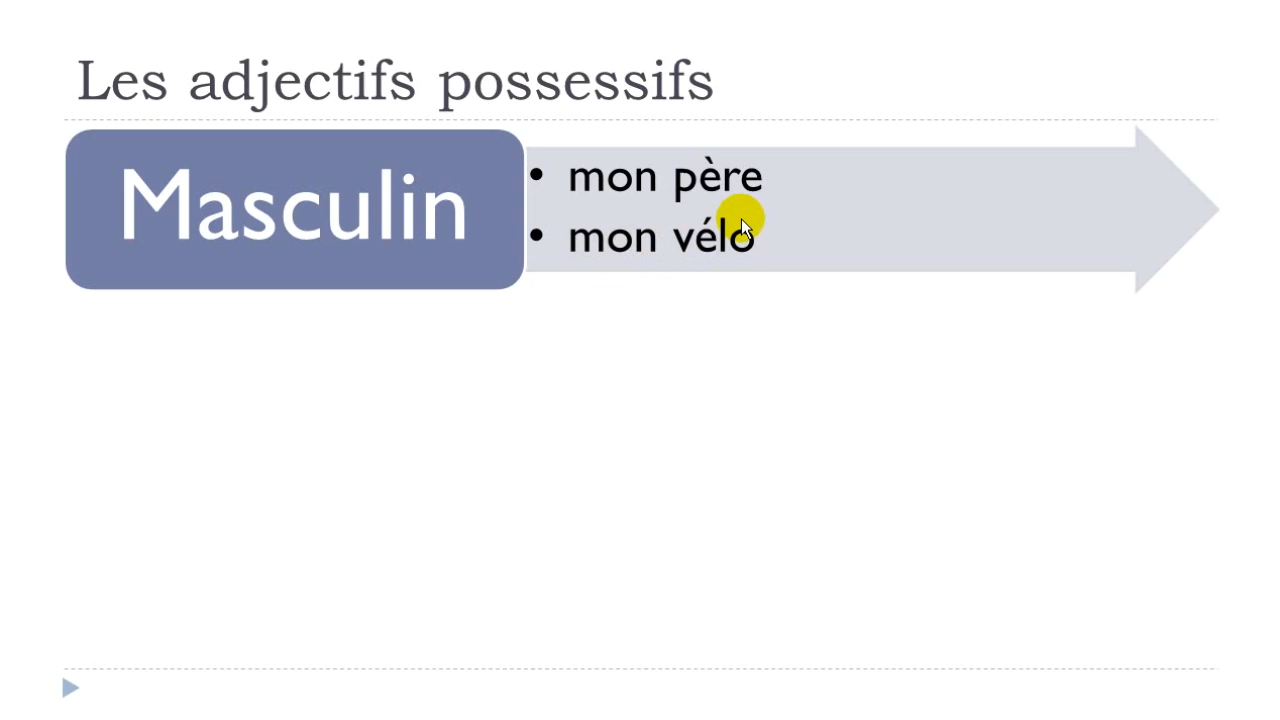 Les adjectifs possessifs
Masculin
• mon père
• mon vélo